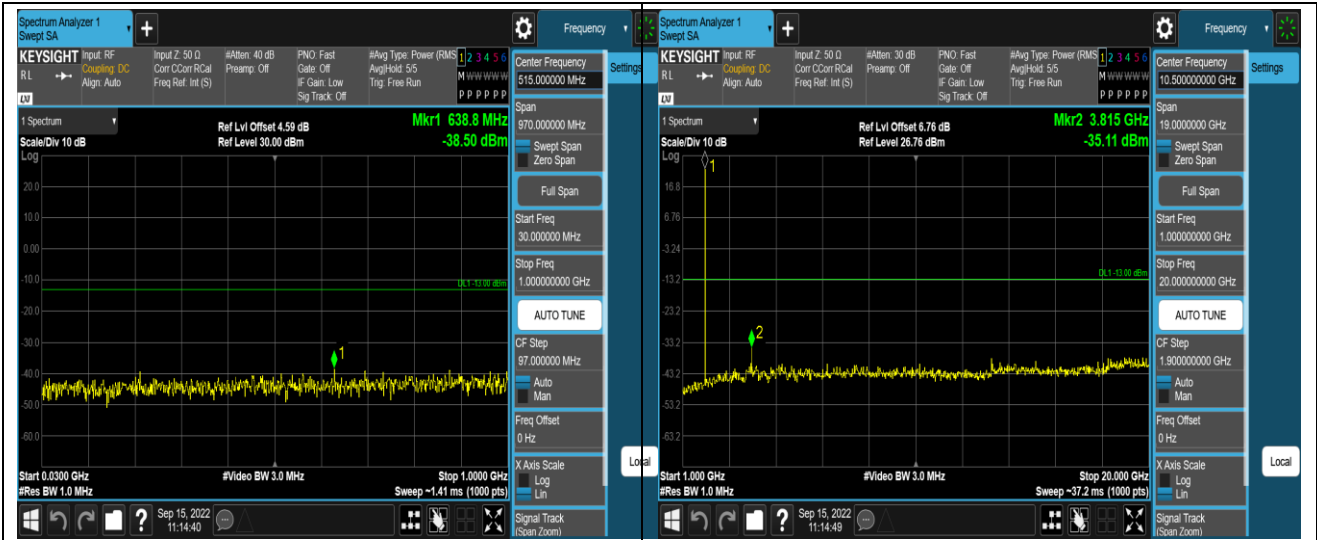 Spectrum Analyzer 1
Swept SA
Frequency
KEYSIGHT
Input: RF
Coupling: DC
Align: Auto
Input Z: 50 Ω
Corr CCorr RCal
Freq Ref: Int (S)
#Atten: 40 dB
Preamp: Off
PNO: Fast
Gate: Off
IF Gain: Low
Sig Track: Off
#Avg Type: Power (RMS
Avg|Hold: 5/5
Trig: Free Run
1 2 3 4 5 6
M W W W W W
P P P P P P
RL
LXI
1 Spectrum
Scale/Div 10 dB
Ref Lvl Offset 4.59 dB
Ref Level 30.00 dBm
Mkr1 638.8 MHz
-38.50 dBm
Log
20.0
10.0
0.00
-10.0
-20.0
-30.0
-40.0
-50.0
-60.0
DL1 -13.00 dBm
1
Start 0.0300 GHz
#Res BW 1.0 MHz
#Video BW 3.0 MHz
Stop 1.0000 GHz
Sweep ~1.41 ms (1000 pts)
Sep 15, 2022
11:14:40
Center Frequency
515.000000 MHz
Span
970.000000 MHz
Swept Span
Zero Span
Full Span
Start Freq
30.000000 MHz
Stop Freq
1.000000000 GHz
AUTO TUNE
CF Step
97.000000 MHz
Auto
Man
Freq Offset
0 Hz
X Axis Scale
Log
Lin
Signal Track
(Span Zoom)
Settings
Local
Spectrum Analyzer 1
Swept SA
Frequency
KEYSIGHT
Input: RF
Coupling: DC
Align: Auto
Input Z: 50 Ω
Corr CCorr RCal
Freq Ref: Int (S)
#Atten: 30 dB
Preamp: Off
PNO: Fast
Gate: Off
IF Gain: Low
Sig Track: Off
#Avg Type: Power (RMS
Avg|Hold: 5/5
Trig: Free Run
1 2 3 4 5 6
M W W W W W
P P P P P P
RL
LXI
1 Spectrum
Scale/Div 10 dB
Ref Lvl Offset 6.76 dB
Ref Level 26.76 dBm
Mkr2 3.815 GHz
-35.11 dBm
Log
1
16.8
6.76
-3.24
-13.2
-23.2
-33.2
-43.2
-53.2
-63.2
DL1 -13.00 dBm
2
Start 1.000 GHz
#Res BW 1.0 MHz
#Video BW 3.0 MHz
Stop 20.000 GHz
Sweep ~37.2 ms (1000 pts)
Sep 15, 2022
11:14:49
Center Frequency
10.500000000 GHz
Span
19.0000000 GHz
Swept Span
Zero Span
Full Span
Start Freq
1.000000000 GHz
Stop Freq
20.000000000 GHz
AUTO TUNE
CF Step
1.900000000 GHz
Auto
Man
Freq Offset
0 Hz
X Axis Scale
Log
Lin
Signal Track
(Span Zoom)
Settings
Local